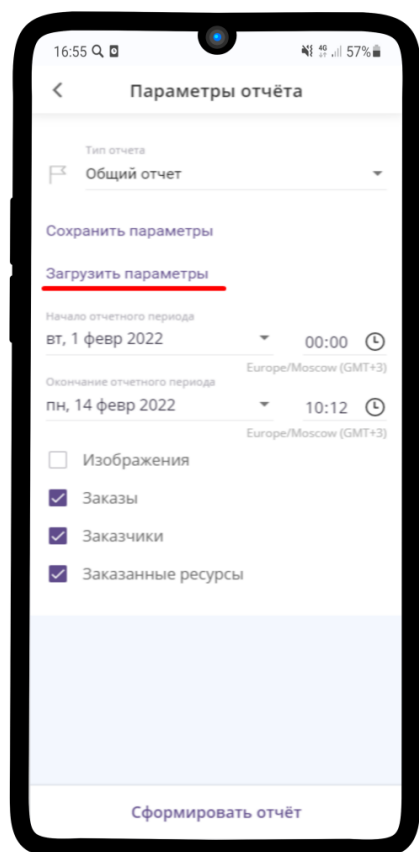 16:55
4G
57%
Параметры отчёта
Тип отчета
Общий отчет
Сохранить параметры
Загрузить параметры
Начало отчетного периода
вт, 1 февр 2022 00:00
Europe/Moscow (GMT+3)
Окончание отчетного периода
пн, 14 февр 2022 10:12
Europe/Moscow (GMT+3)
Изображения
Заказы
Заказчики
Заказанные ресурсы
Сформировать отчёт